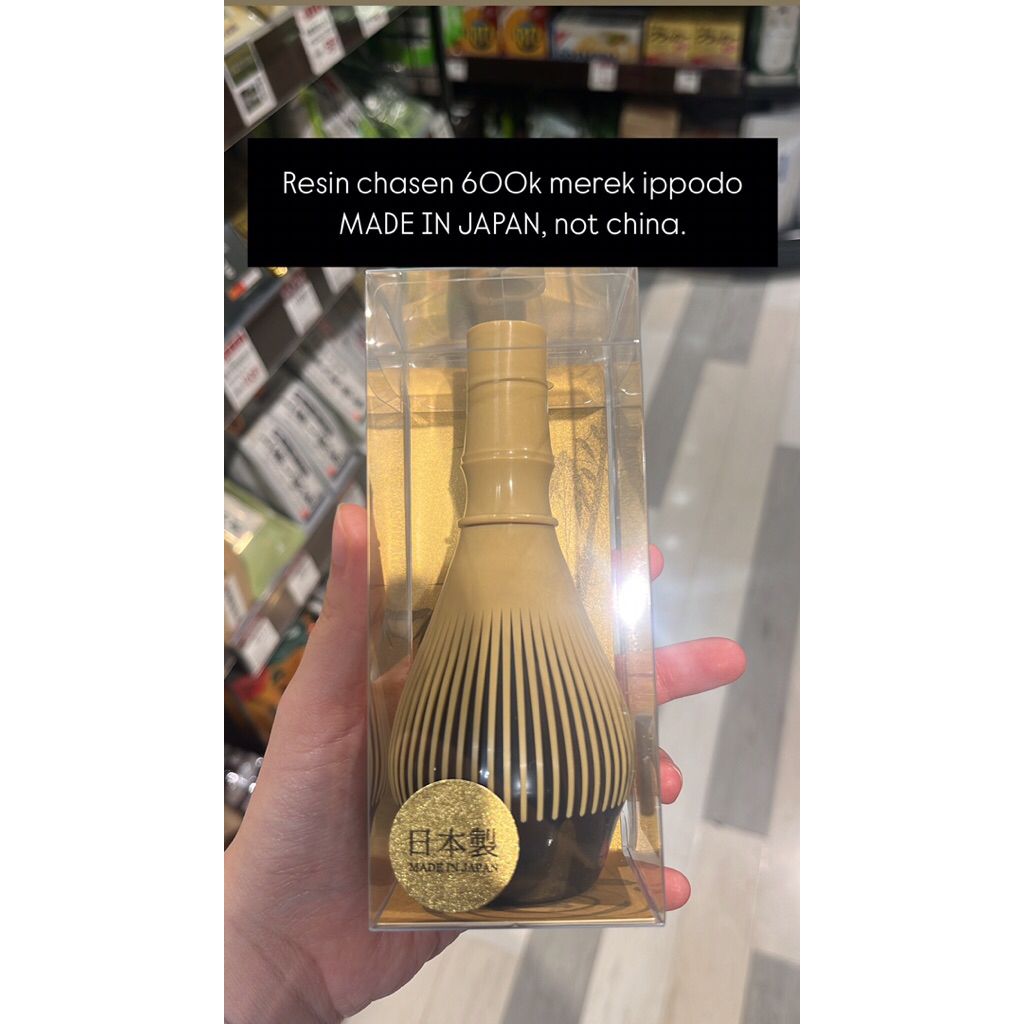 Resin chasen 600k merek ippodo
MADE IN JAPAN, not china.
日本製
MADE IN JAPAN